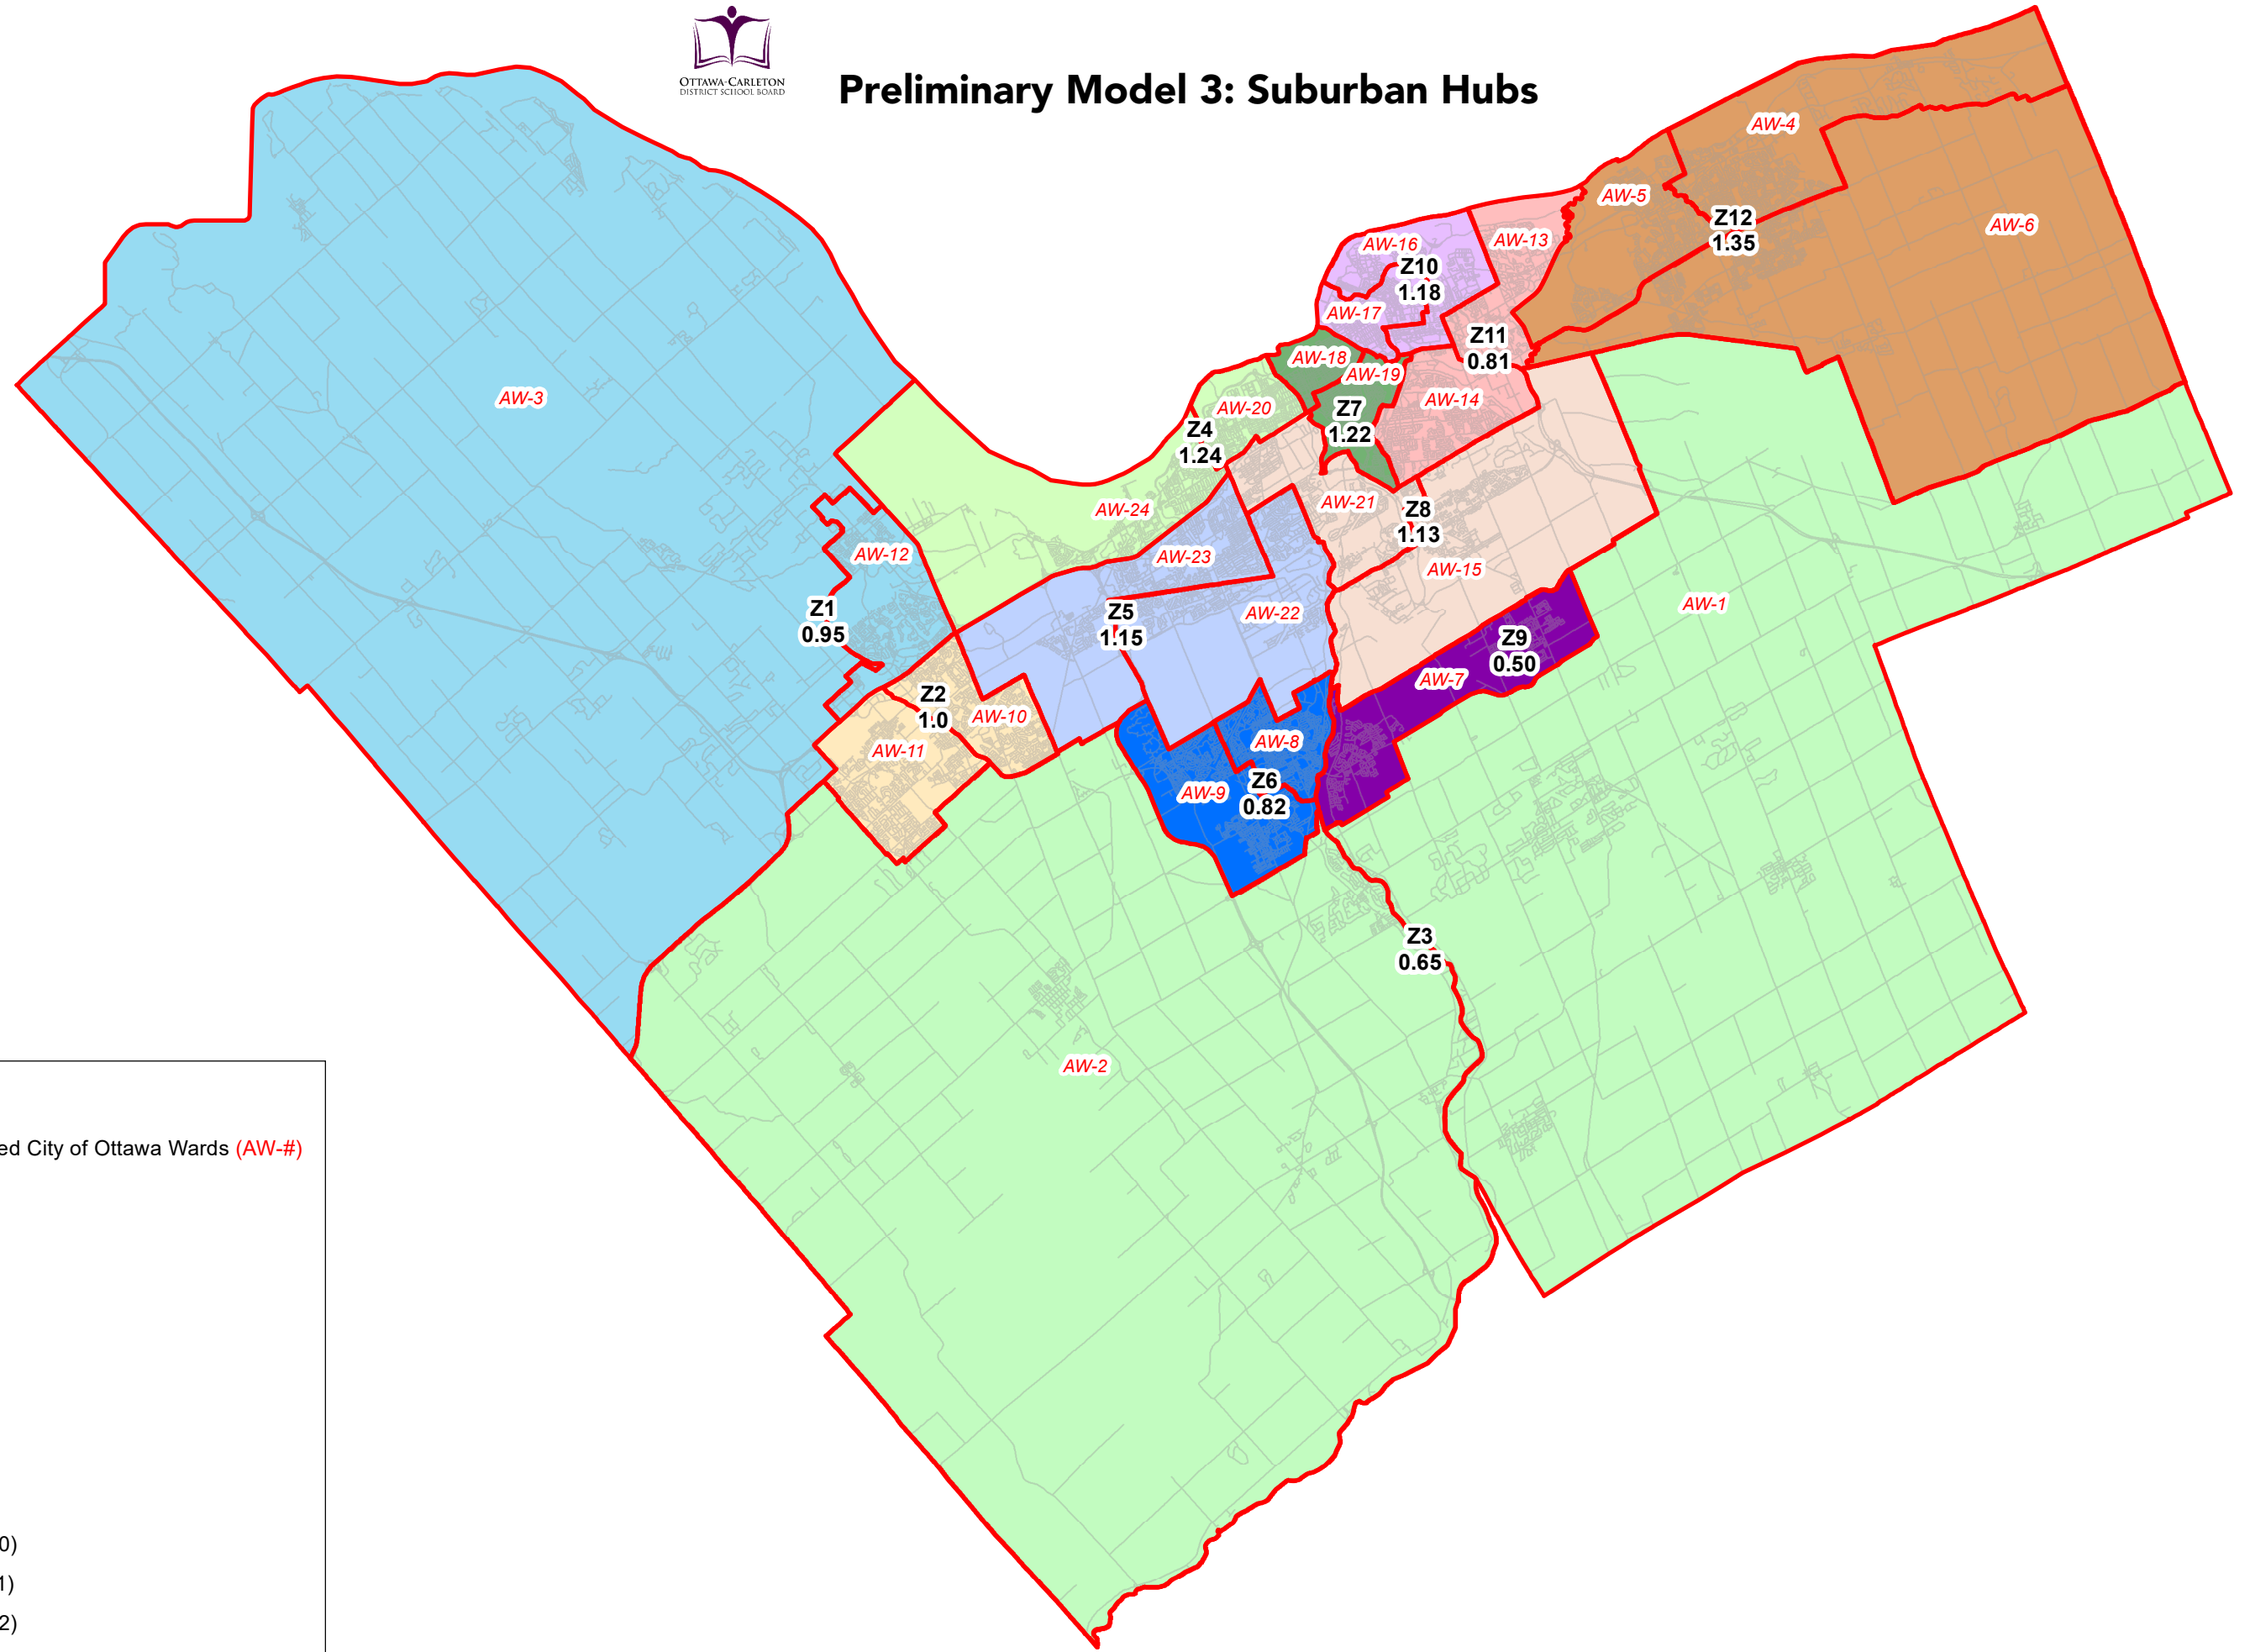 OTTAWA-CARLETON
DISTRICT SCHOOL BOARD
Preliminary Model 3: Suburban Hubs
AW-4
AW-5
Z12
1.35
AW-6
AW-16
AW-13
Z10
1.18
AW-17
Z11
0.81
AW-18
AW-19
AW-14
AW-3
AW-20
Z7
1.22
Z4
1.24
AW-24
AW-21
Z8
1.13
AW-12
AW-23
AW-15
Z1
0.95
Z5
1.15
AW-22
AW-1
Z9
0.50
AW-7
Z2
1.0
AW-10
AW-11
AW-8
AW-9
Z6
0.82
Z3
0.65
AW-2
ed City of Ottawa Wards (AW-#)
0)
1)
2)